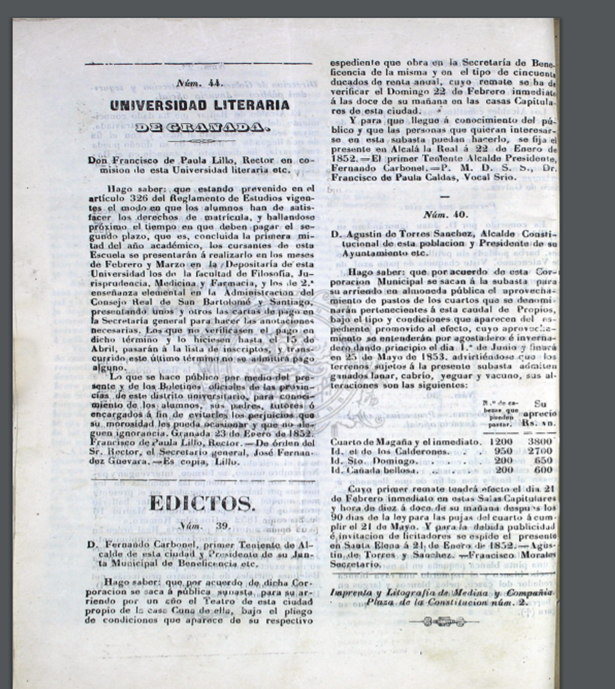 Núm. 44.
UNIVERSIDAD LITERARIA
DE GRANADA.
Don Francisco de Paula Lillo, Rector en co-
mision de esta Universidad literaria etc.
Hago saber: que estando prevenido en el
artículo 326 del Reglamento de Estudios vigen-
tes el modo en que los alumnos han de satis-
facer los derechos de matrícula, y hallandose
próximo el tiempo en que deben pagar el se-
gundo plazo, que es, concluida la primera mi-
tad del año académico, los cursantes de esta
Escuela se presentarán á realizarlo en los meses
de Febrero y Marzo en la Depositaría de esta
Universidad los de la facultad de Filosofía, Ju-
risprudencia, Medicina y Farmacia, y los de 2.ª
enseñanza elemental en la Administracion del
Consejo Real de San Bartolomé y Santiago,
presentando unos y otros las cartas de pago en
la Secretaría general para hacer las anotaciones
necesarias. Los que no verificasen el pago en
dicho término y lo hiciesen hasta el 15 de
Abril, pasarán á la lista de inscriptos, y trans-
currido este último término no se admitirá pago
alguno.
Lo que se hace público por medio del pre-
sente y de los Boletines oficiales de las provin-
cias de este distrito universitario, para conoci-
miento de los alumnos, sus padres, tutores ó
encargados á fin de evitarles los perjuicios que
su morosidad les pueda ocasionar y que no ale-
guen ignorancia. Granada 23 de Enero de 1852.
Francisco de Paula Lillo, Rector.—De órden del
Sr. Rector, el Secretario general, José Fernan-
dez Guevara.—Es copia, Lillo.
EDICTOS.
Núm. 39.
D. Fernando Carbonel, primer Teniente de Al-
calde de esta ciudad y Presidente de su Jun-
ta Municipal de Beneficencia etc.
Hago saber: que por acuerdo de dicha Cor-
poracion se saca á pública subasta, para su ar-
riendo por un año el Teatro de esta ciudad
propio de la casa Cuna de ella, bajo el pliego
de condiciones que aparece de su respectivo
espediente que obra en la Secretaría de Bene-
ficencia de la misma y en el tipo de cincuenta
ducados de renta anual, cuyo remate se ha de
verificar el Domingo 22 de Febrero inmediato
á las doce de su mañana en las casas Capitula-
res de esta ciudad.
Y para que llegue á conocimiento del pú-
blico y que las personas que quieran interesar-
se en esta subasta puedan hacerlo, se fija el
presente en Alcalá la Real á 22 de Enero de
1852.—El primer Teniente Alcalde Presidente,
Fernando Carbonel.—P. M. D. S. S., Dr.
Francisco de Paula Caldas, Vocal Srio.
Núm. 40.
D. Agustin de Torres Sanchez, Alcalde Consti-
tucional de esta poblacion y Presidente de su
Ayuntamiento etc.
Hago saber: que por acuerdo de esta Cor-
poracion Municipal se sacan á la subasta para
su arriendo en almoneda pública el aprovecha-
miento de pastos de los cuartos que se denomi-
narán pertenecientes á esta caudal de Propios,
bajo el tipo y condiciones que aparecen del es-
pediente promovido al efecto, cuyo aprovecha-
miento se entenderán por agostadero é inverna-
dero dando principio el dia 1.º de Junio y finará
en 25 de Mayo de 1853, advirtiéndose que los
terrenos sujetos á la presente subasta admiten
ganados lanar, cabrio, yeguar y vacuno, sus al-
teraciones son las siguientes:
N.º de ca-
bezas que
pueden
pastar.
Su
aprecio
Rs. vn.
Cuarto de Magaña y el inmediato. 1200 3800
Id. el de los Calderones. . . . . 950 2700
Id. Sto. Domingo. . . . . . 200 650
Id. Cañada bellosa. . . . . 200 600
Cuyo primer remate tendrá efecto el dia 21
de Febrero inmediato en estas Salas Capitulares
y hora de diez á doce de su mañana despues los
90 dias de la ley para las pujas del cuarto á cum-
plir el 21 de Mayo. Y para la debida publicidad
é invitacion de licitadores se espide el presente
en Santa Elena á 21 de Enero de 1852.—Agus-
tin de Torres y Sanchez.—Francisco Morales
Secretario.
Imprenta y Litografía de Medina y Compañia
Plaza de la Constitucion núm. 2.